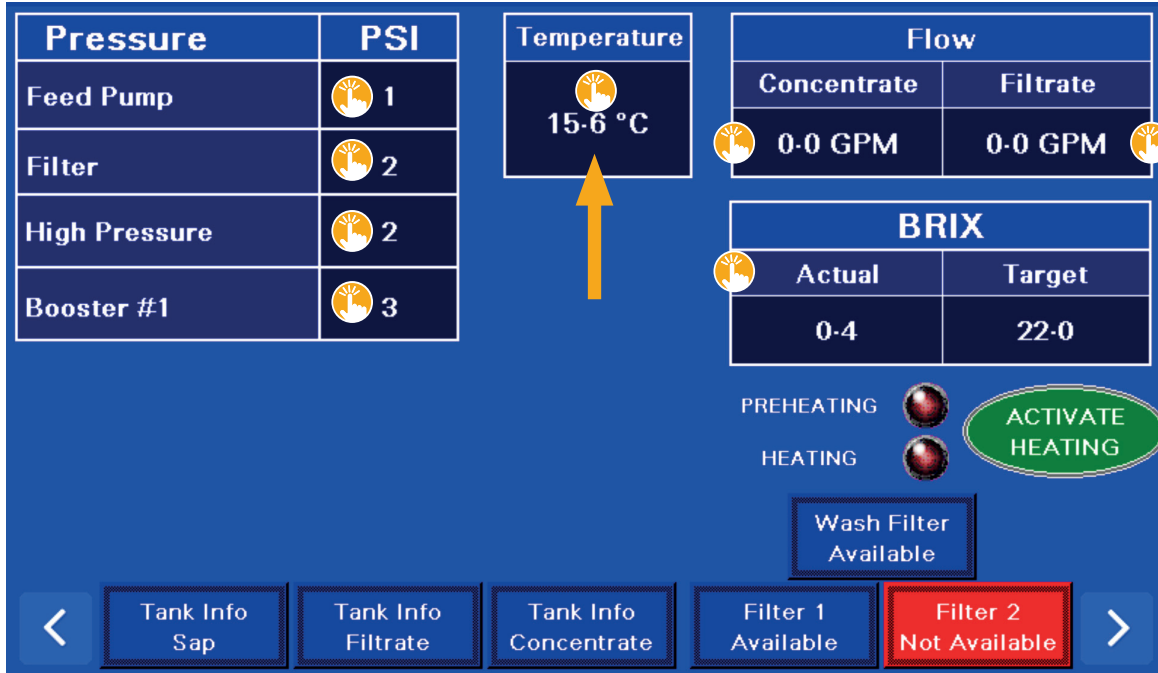 Pressure PSI
Feed Pump 1
Filter 2
High Pressure 2
Booster #1 3
Temperature
15.6 °C
Flow
Concentrate Filtrate
0.0 GPM 0.0 GPM
BRIX
Actual Target
0.4 22.0
PREHEATING
HEATING
ACTIVATE
HEATING
Wash Filter
Available
Tank Info
Sap
Tank Info
Filtrate
Tank Info
Concentrate
Filter 1
Available
Filter 2
Not Available